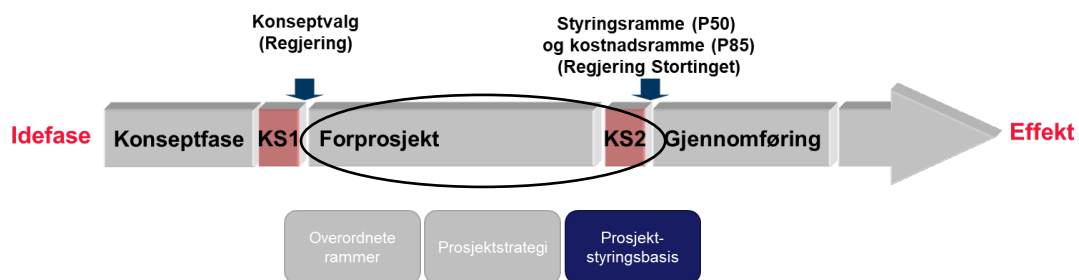 Konseptvalg
(Regjering)
Styringsramme (P50)
og kostnadsramme (P85)
(Regjering Stortinget)
Idefase
Konseptfase
KS1
Forprosjekt
KS2
Gjennomføring
Effekt
Overordnete
rammer
Prosjektstrategi
Prosjekt-
styringsbasis